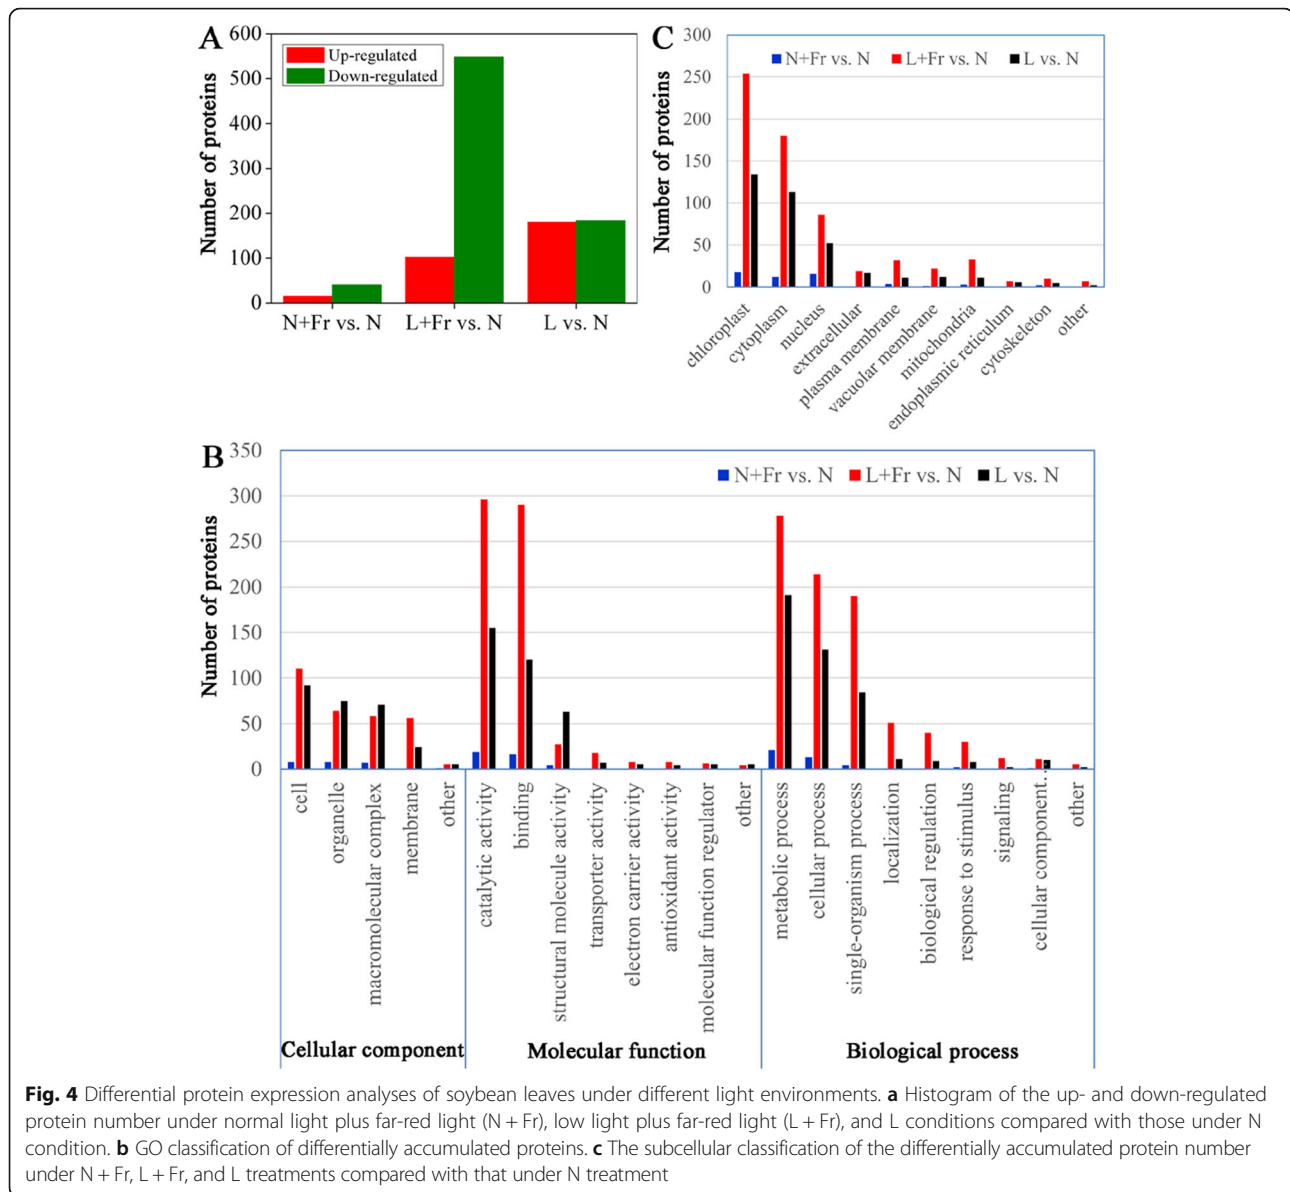 A
600
500
400
300
200
100
0
Number of proteins
Up-regulated
Down-regulated
N+Fr vs. N
L+Fr vs. N
L vs. N
C
300
250
200
150
100
50
0
Number of proteins
N+Fr vs. N
L+Fr vs. N
L vs. N
chloroplast
cytoplasm
nucleus
extracellular
plasma membrane
vacuolar membrane
mitochondria
endoplasmic reticulum
cytoskeleton
other
B
350
300
250
200
150
100
50
0
Number of proteins
N+Fr vs. N
L+Fr vs. N
L vs. N
cell
organelle
macromolecular complex
membrane
other
catalytic activity
binding
structural molecule activity
transporter activity
electron carrier activity
antioxidant activity
molecular function regulator
other
metabolic process
cellular process
single-organism process
localization
biological regulation
response to stimulus
signaling
cellular component…
other
Cellular component
Molecular function
Biological process
Fig. 4 Differential protein expression analyses of soybean leaves under different light environments. a Histogram of the up- and down-regulated
protein number under normal light plus far-red light (N + Fr), low light plus far-red light (L + Fr), and L conditions compared with those under N
condition. b GO classification of differentially accumulated proteins. c The subcellular classification of the differentially accumulated protein number
under N + Fr, L + Fr, and L treatments compared with that under N treatment